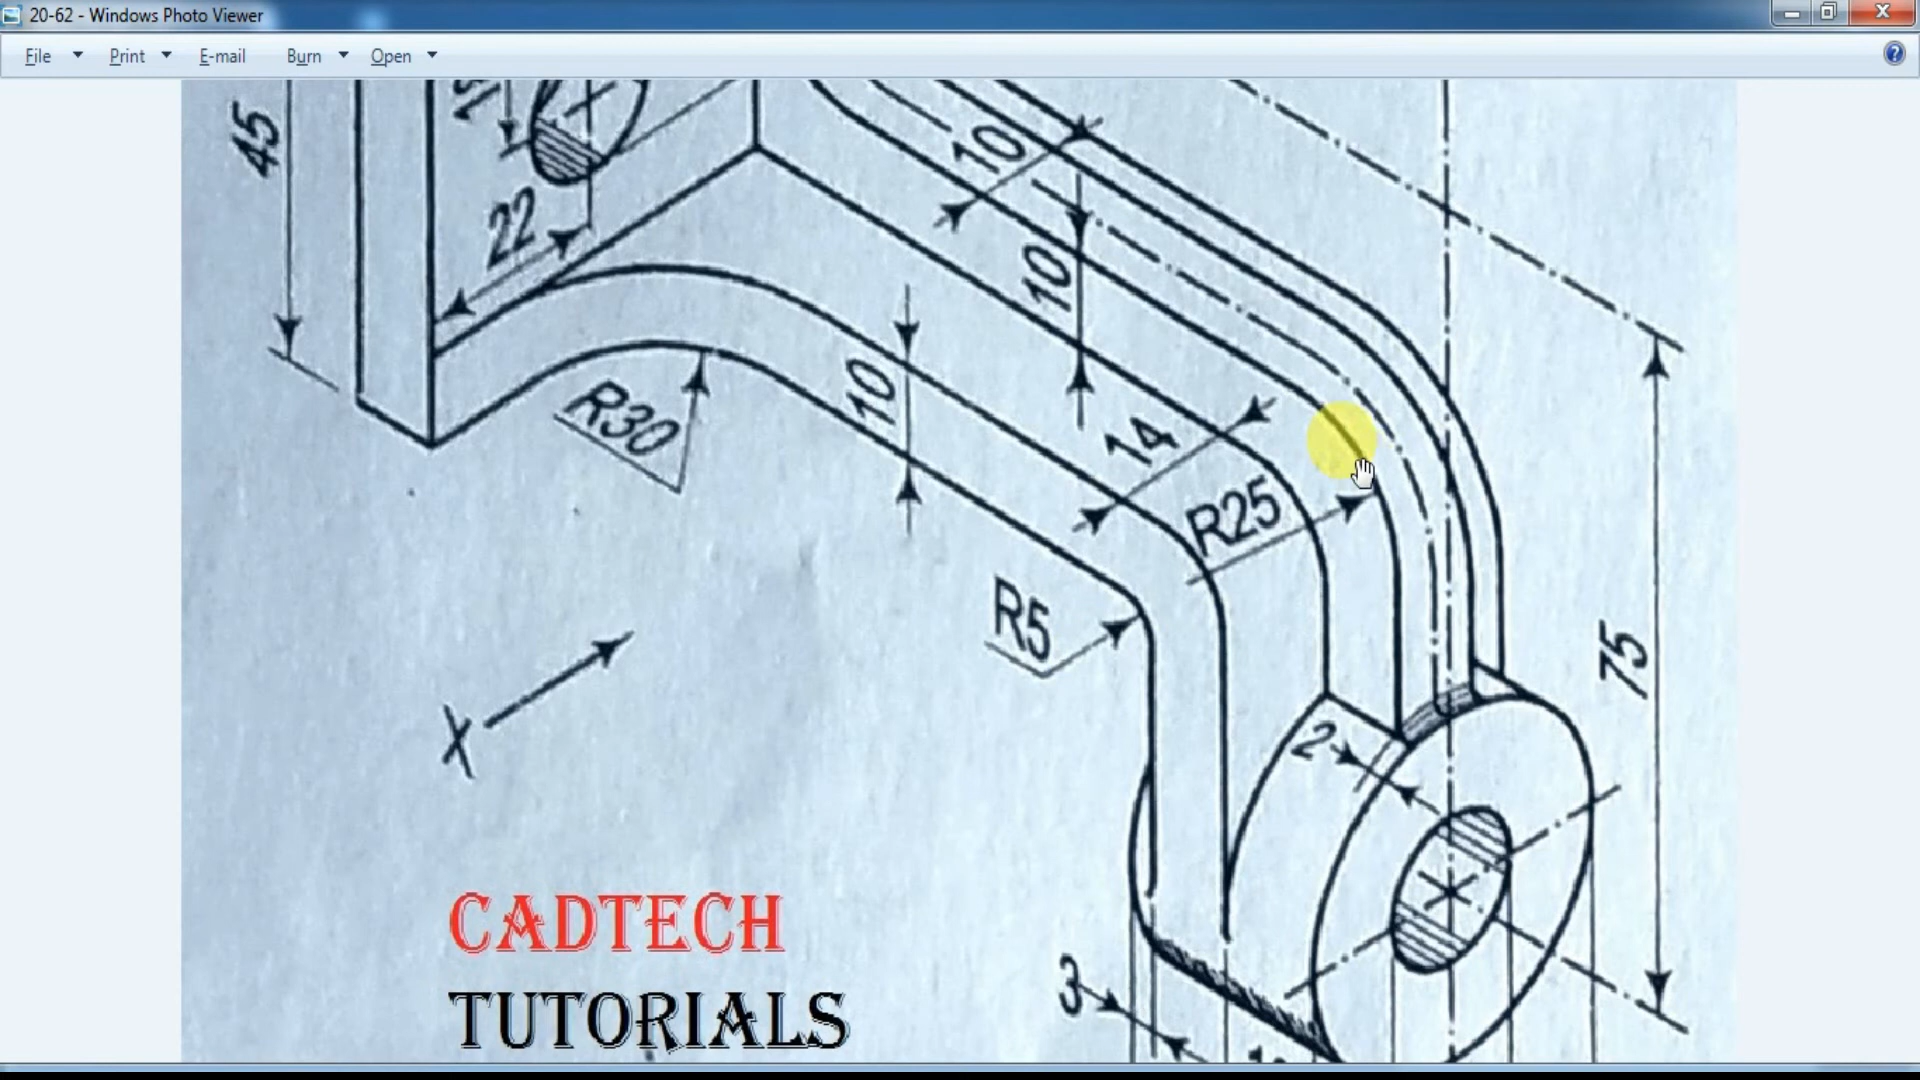 20-62 - Windows Photo Viewer
File Print E-mail Burn Open
45
22
10
10
R30
10
14
R25
R5
75
X
2
CADTECH
TUTORIALS
3